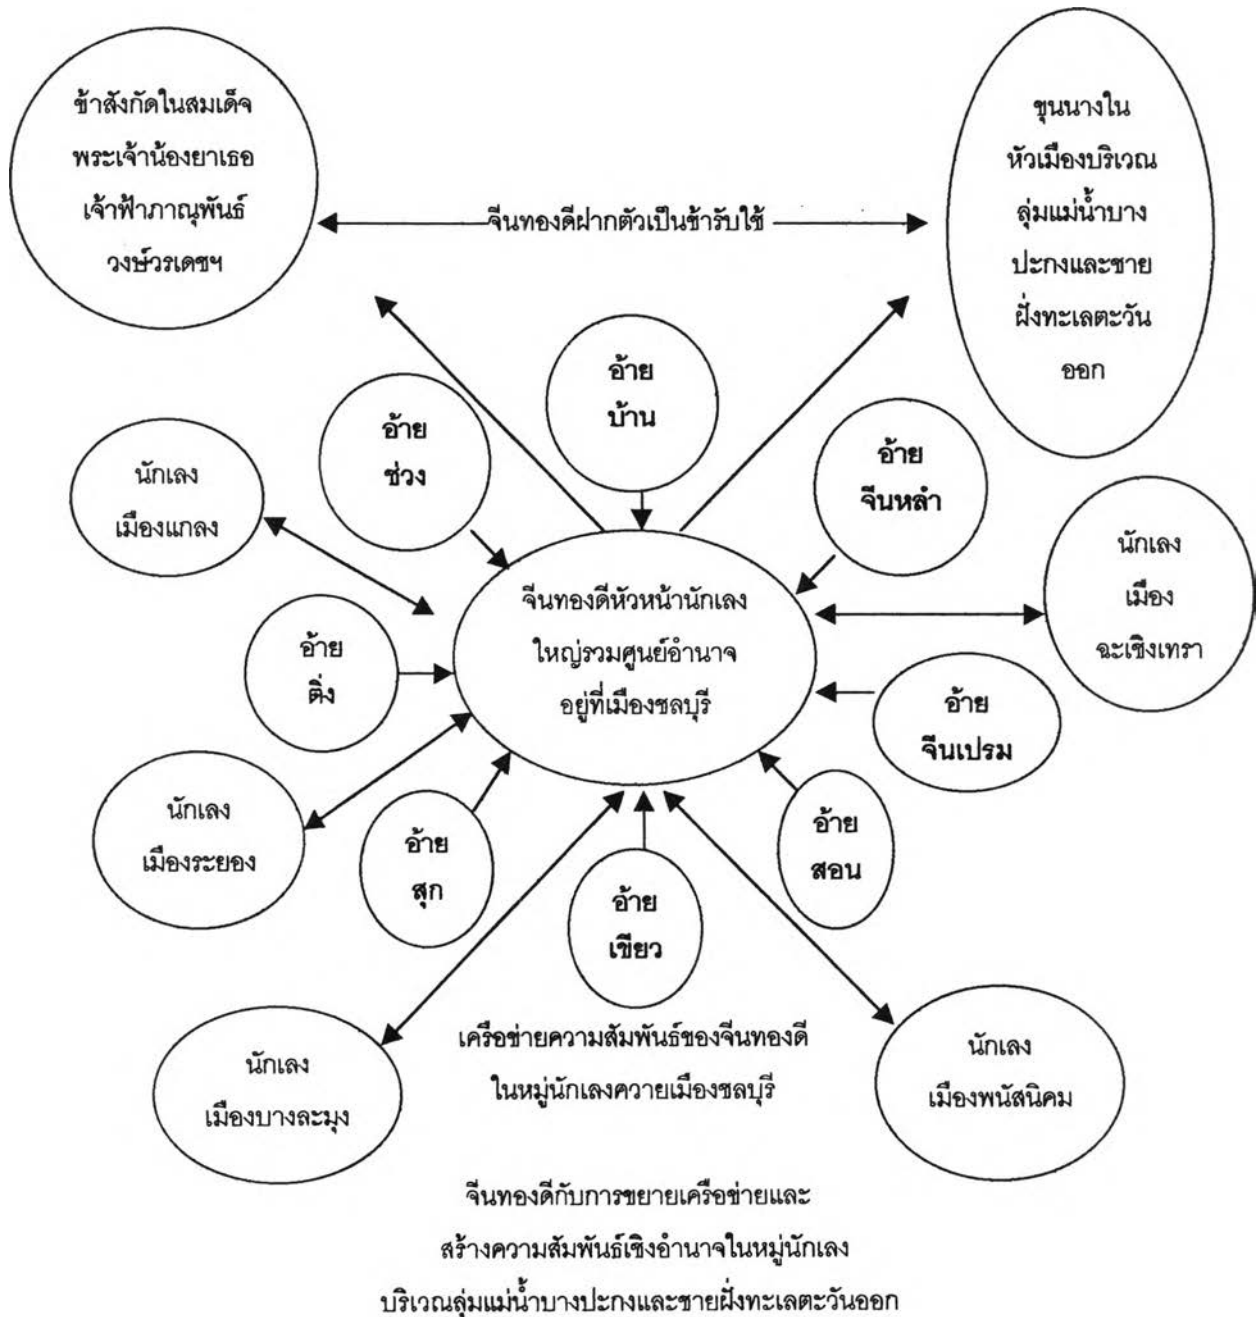 ข้าสังกัดในสมเด็จ
พระเจ้าน้องยาเธอ
เจ้าฟ้าภาณุพันธ์
วงษ์วรเดชฯ
ขุนนางใน
หัวเมืองบริเวณ
ลุ่มแม่น้ำบาง
ปะกงและชาย
ฝั่งทะเลตะวัน
ออก
จีนทองดีฝากตัวเป็นข้ารับใช้
อ้าย
บ้าน
อ้าย
ช่วง
อ้าย
จีนหลำ
นักเลง
เมืองแกลง
นักเลง
เมือง
ฉะเชิงเทรา
จีนทองดีหัวหน้านักเลง
ใหญ่รวมศูนย์อำนาจ
อยู่ที่เมืองชลบุรี
อ้าย
ติ่ง
อ้าย
จีนเปรม
นักเลง
เมืองระยอง
อ้าย
สุก
อ้าย
เขียว
อ้าย
สอน
นักเลง
เมืองบางละมุง
เครือข่ายความสัมพันธ์ของจีนทองดี
ในหมู่นักเลงควายเมืองชลบุรี
นักเลง
เมืองพนัสนิคม
จีนทองดีกับการขยายเครือข่ายและ
สร้างความสัมพันธ์เชิงอำนาจในหมู่นักเลง
บริเวณลุ่มแม่น้ำบางปะกงและชายฝั่งทะเลตะวันออก